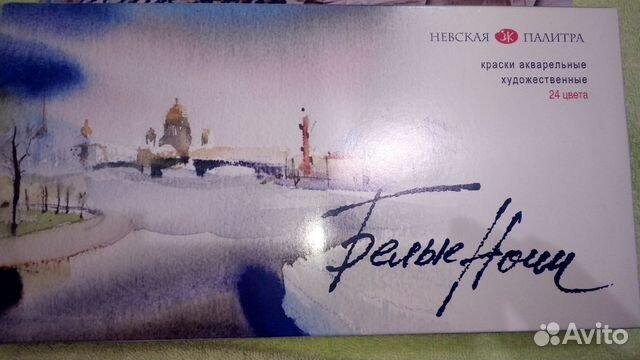 НЕВСКАЯ ЗК ПАЛИТРА
краски акварельные
художественные
24 цвета
Белые Ночи
Avito